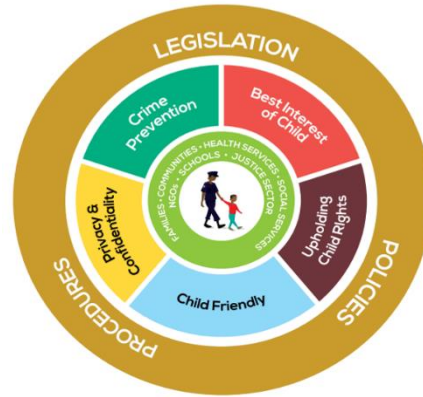 LEGISLATION
Crime
Prevention
Best Interest
of Child
FAMILIES • COMMUNITIES • HEALTH SERVICES • SOCIAL SERVICES
NGOs • SCHOOLS • JUSTICE SECTOR
Privacy &
Confidentiality
Upholding
Child Rights
Child Friendly
PROCEDURES
POLICIES